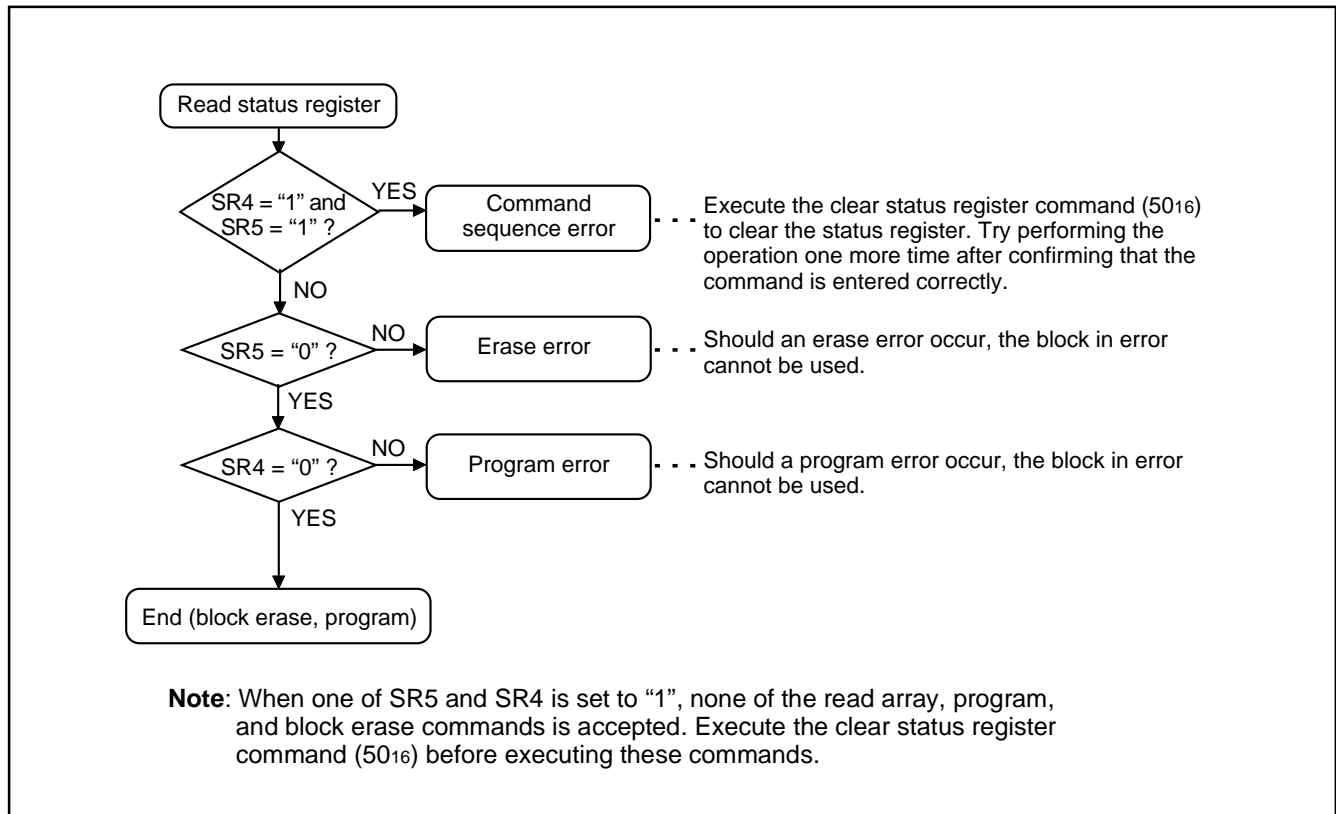 Read status register
SR4 = “1” and
SR5 = “1” ?
YES
Command
sequence error
Execute the clear status register command (5016)
to clear the status register. Try performing the
operation one more time after confirming that the
command is entered correctly.
NO
SR5 = “0” ?
NO
Erase error
Should an erase error occur, the block in error
cannot be used.
YES
SR4 = “0” ?
NO
Program error
Should a program error occur, the block in error
cannot be used.
YES
End (block erase, program)
Note: When one of SR5 and SR4 is set to “1”, none of the read array, program,
and block erase commands is accepted. Execute the clear status register
command (5016) before executing these commands.